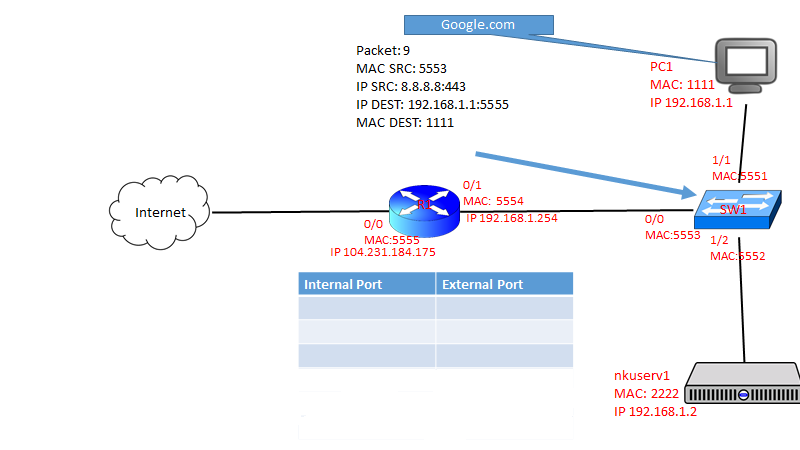 Google.com
Packet: 9
MAC SRC: 5553
IP SRC: 8.8.8.8:443
IP DEST: 192.168.1.1:5555
MAC DEST: 1111
PC1
MAC: 1111
IP 192.168.1.1
1/1
MAC:5551
Internet
R1
0/1
MAC: 5554
IP 192.168.1.254
0/0
MAC:5555
IP 104.231.184.175
SW1
0/0
MAC:5553
1/2
MAC:5552
Internal Port External Port
nkuserv1
MAC: 2222
IP 192.168.1.2